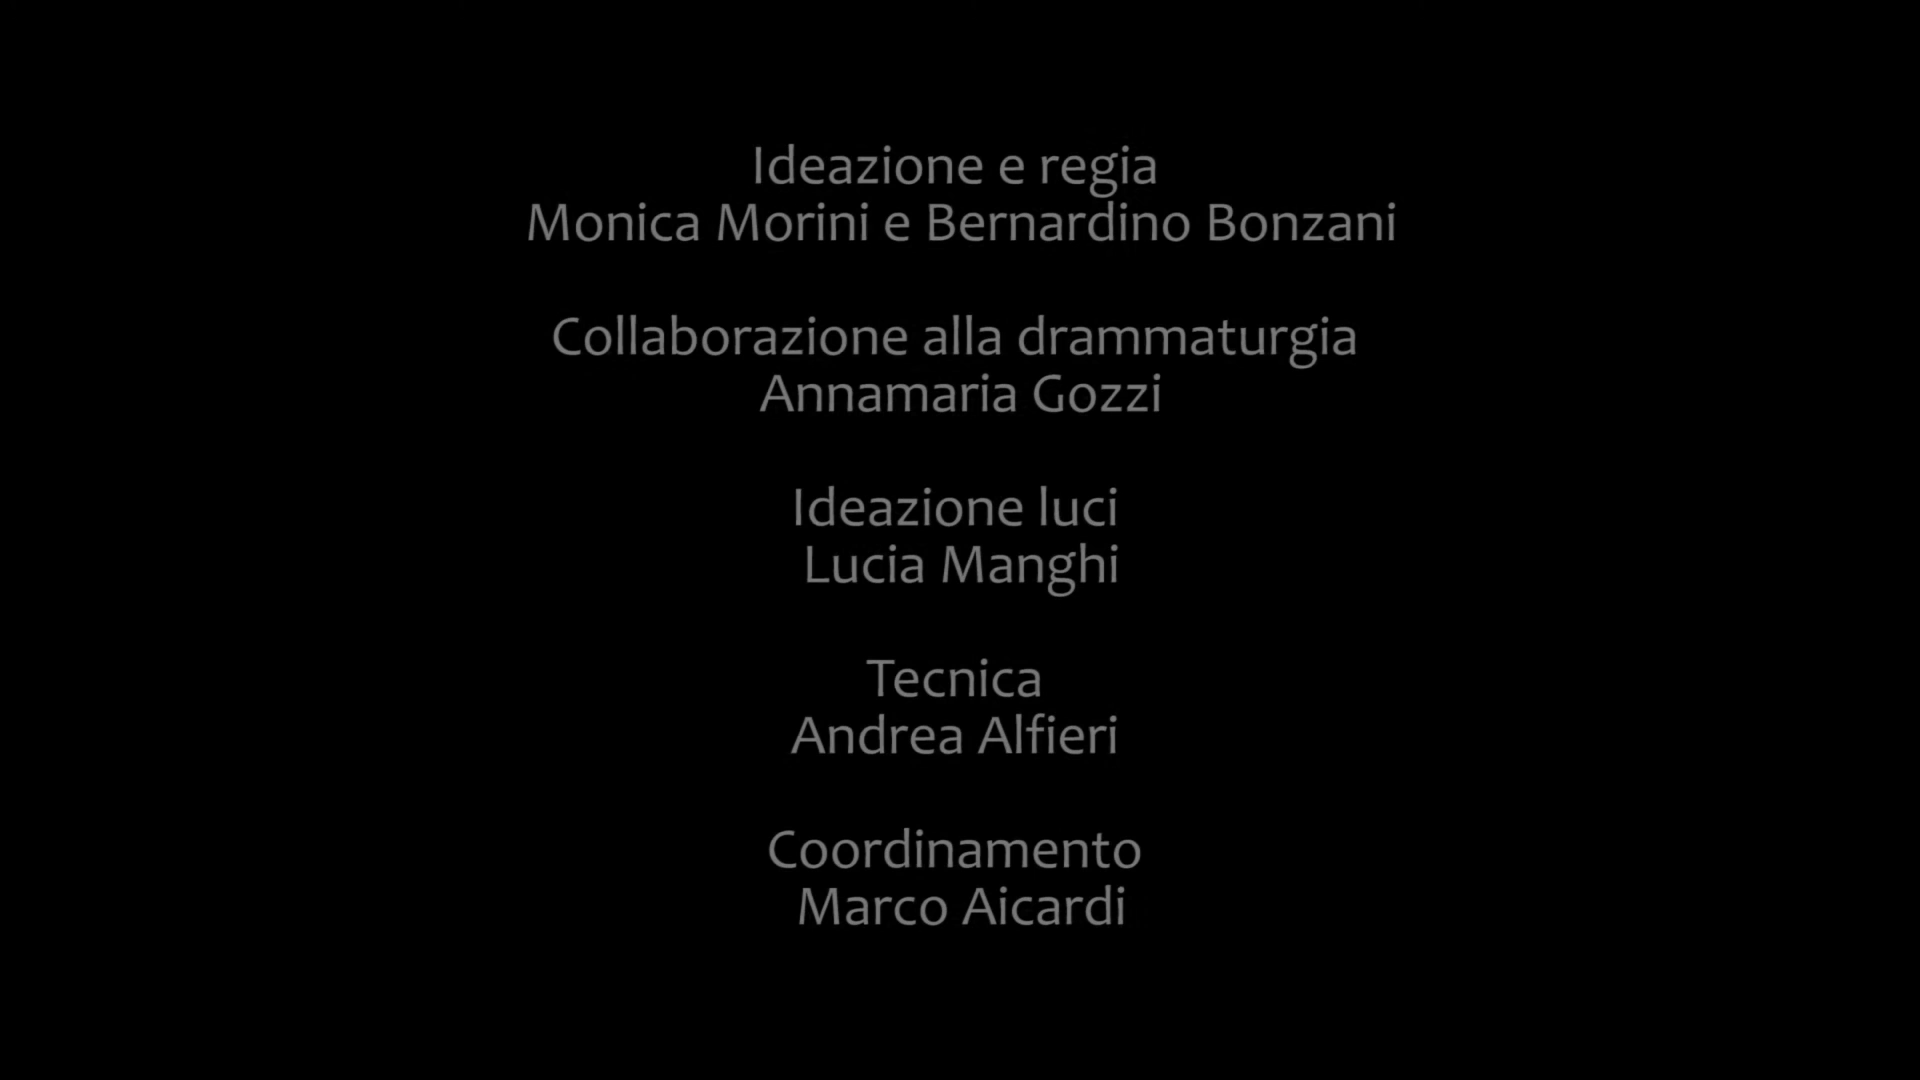 Ideazione e regia
Monica Morini e Bernardino Bonzani
Collaborazione alla drammaturgia
Annamaria Gozzi
Ideazione luci
Lucia Manghi
Tecnica
Andrea Alfieri
Coordinamento
Marco Aicardi